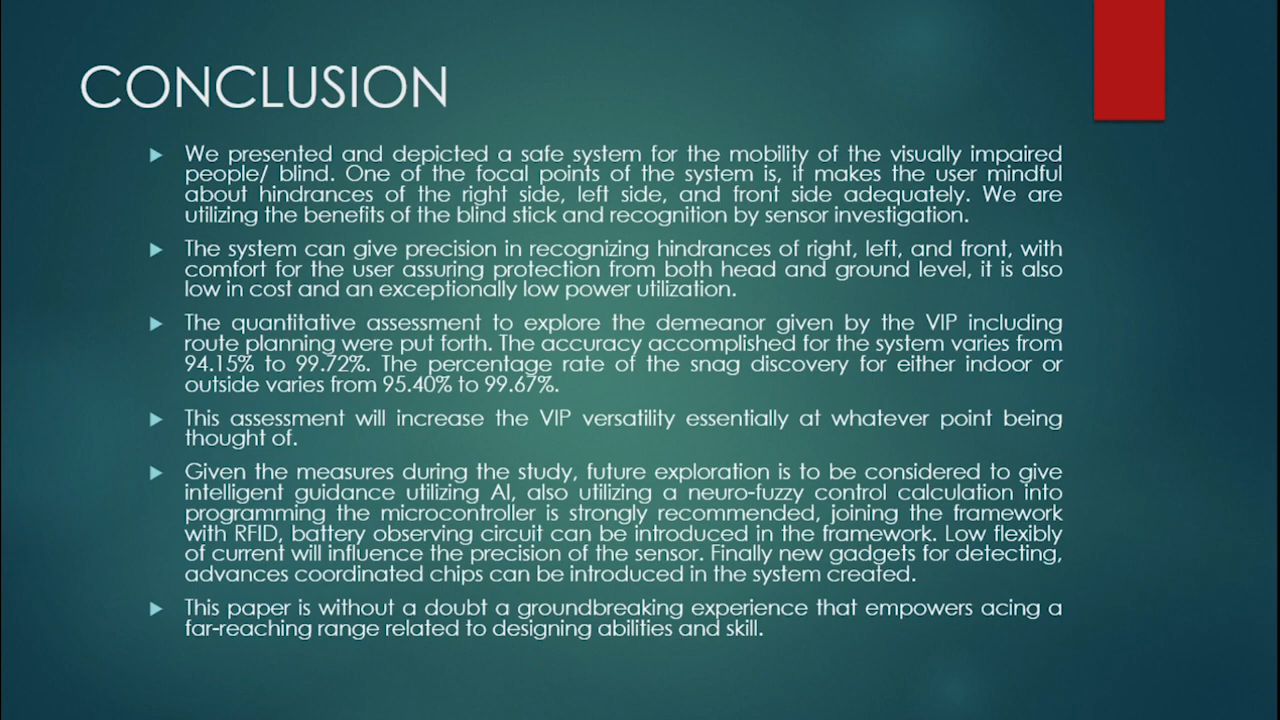 CONCLUSION
We presented and depicted a safe system for the mobility of the visually impaired
people/ blind. One of the focal points of the system is, it makes the user mindful
about hindrances of the right side, left side, and front side adequately. We are
utilizing the benefits of the blind stick and recognition by sensor investigation.
The system can give precision in recognizing hindrances of right, left, and front, with
comfort for the user assuring protection from both head and ground level, it is also
low in cost and an exceptionally low power utilization.
The quantitative assessment to explore the demeanor given by the VIP including
route planning were put forth. The accuracy accomplished for the system varies from
94.15% to 99.72%. The percentage rate of the snag discovery for either indoor or
outside varies from 95.40% to 99.67%.
This assessment will increase the VIP versatility essentially at whatever point being
thought of.
Given the measures during the study, future exploration is to be considered to give
intelligent guidance utilizing AI, also utilizing a neuro-fuzzy control calculation into
programming the microcontroller is strongly recommended, joining the framework
with RFID, battery observing circuit can be introduced in the framework. Low flexibly
of current will influence the precision of the sensor. Finally new gadgets for detecting,
advances coordinated chips can be introduced in the system created.
This paper is without a doubt a groundbreaking experience that empowers acing a
far-reaching range related to designing abilities and skill.